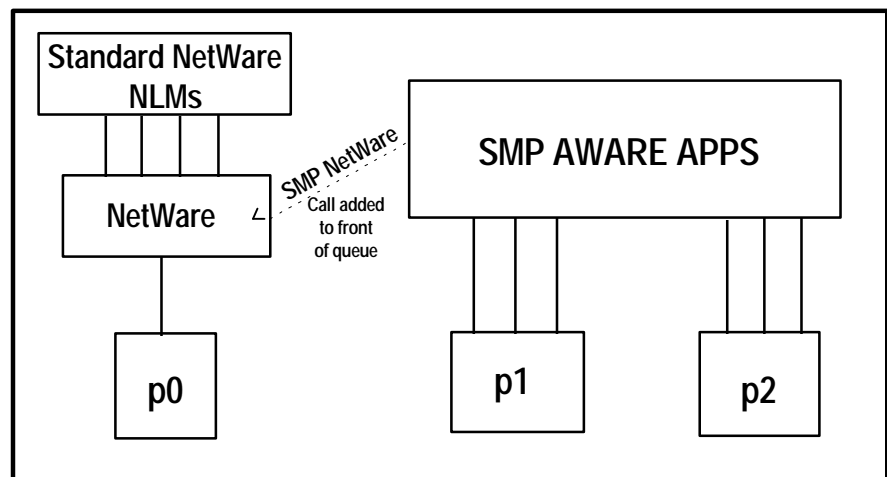 Standard NetWare
NLMs
NetWare
p0
SMP NetWare
Call added
to front
of queue
SMP AWARE APPS
p1
p2